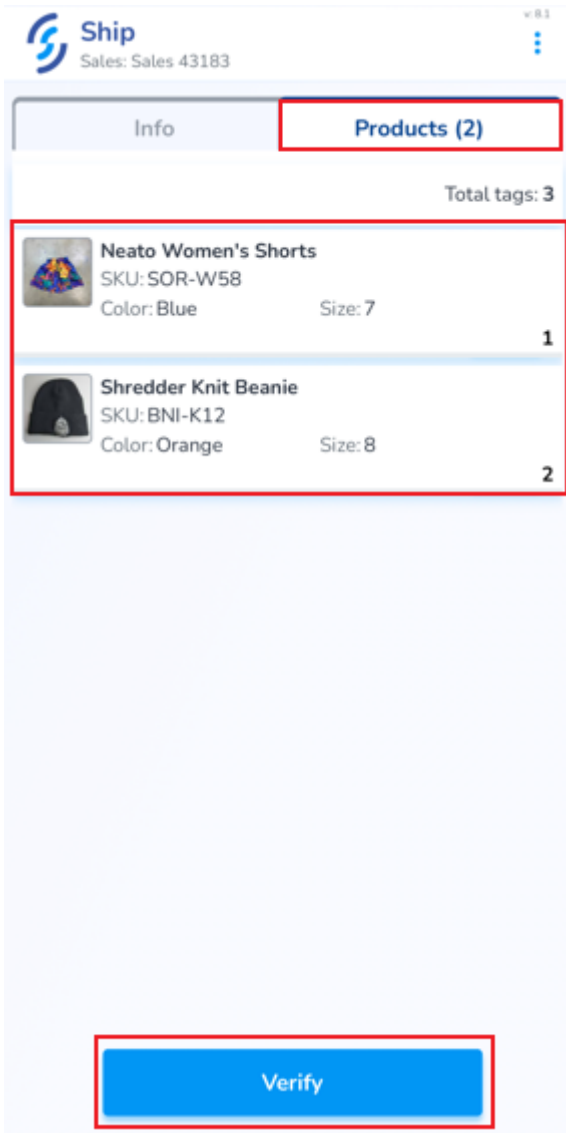 v: 8.1
Ship
Sales: Sales 43183
Info
Products (2)
Total tags: 3
Neato Women's Shorts
SKU: SOR-W58
Color: Blue Size: 7
1
Shredder Knit Beanie
SKU: BNI-K12
Color: Orange Size: 8
2
Verify